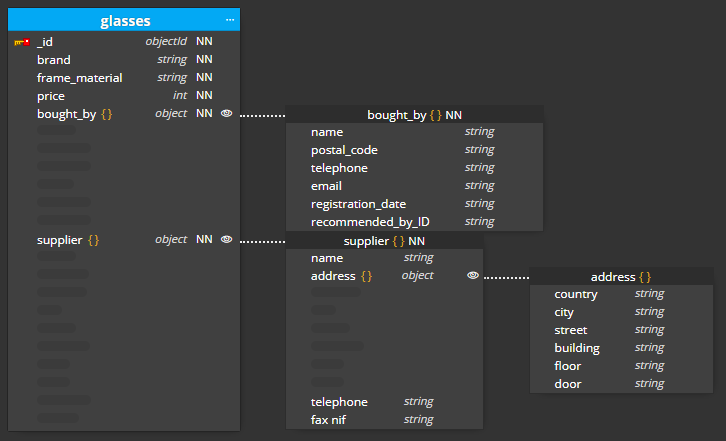 glasses ...
_id objectId NN
brand string NN
frame_material string NN
price int NN
bought_by {} object NN
bought_by {} NN
name string
postal_code string
telephone string
email string
registration_date string
recommended_by_ID string
supplier {} object NN
supplier {} NN
name string
address {} object
address {}
country string
city string
street string
building string
floor string
door string
telephone string
fax nif string